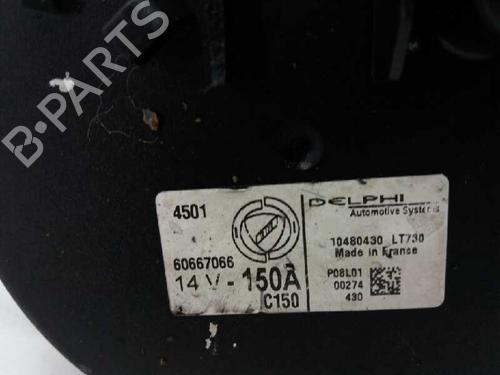 B-PARTS
4501
DELPHI
Automotive Systems
60667066
14 V - 150A
C150
10480430 LT730
Made in France
P08L01
00274
430